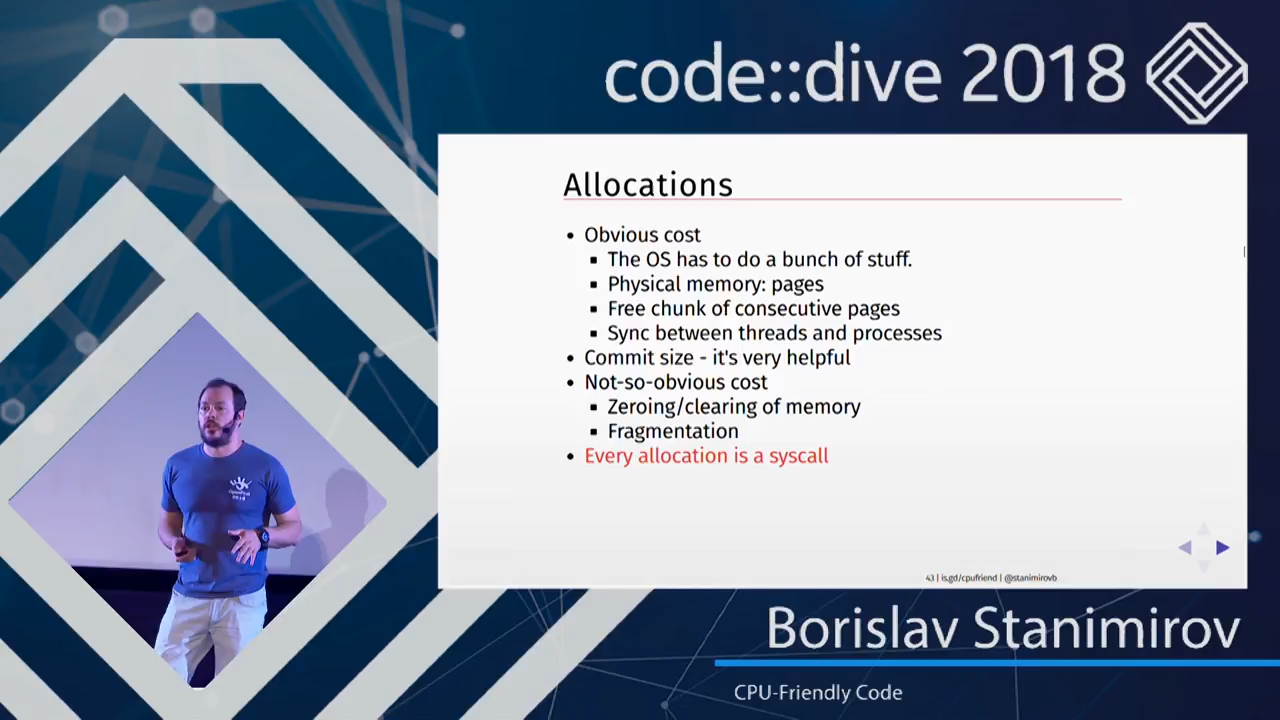 code::dive 2018
Allocations
• Obvious cost
▪ The OS has to do a bunch of stuff.
▪ Physical memory: pages
▪ Free chunk of consecutive pages
▪ Sync between threads and processes
• Commit size - it's very helpful
• Not-so-obvious cost
▪ Zeroing/clearing of memory
▪ Fragmentation
• Every allocation is a syscall
43 | is.gd/cpufriend | @stanimirovb
Borislav Stanimirov
CPU-Friendly Code